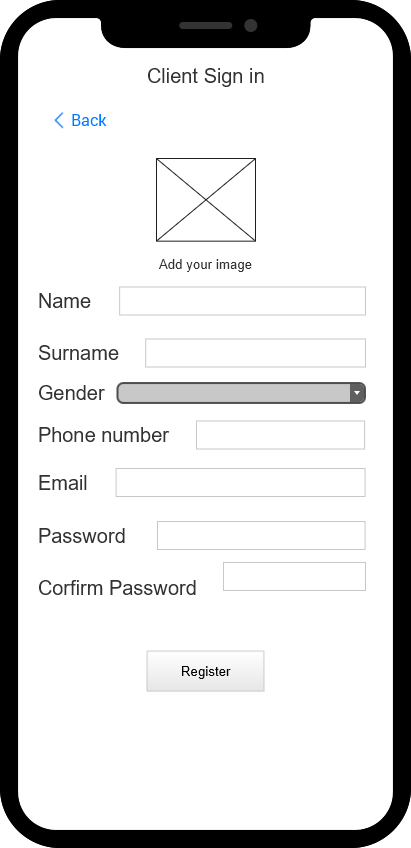 Client Sign in
Back
Add your image
Name
Surname
Gender
Phone number
Email
Password
Corfirm Password
Register